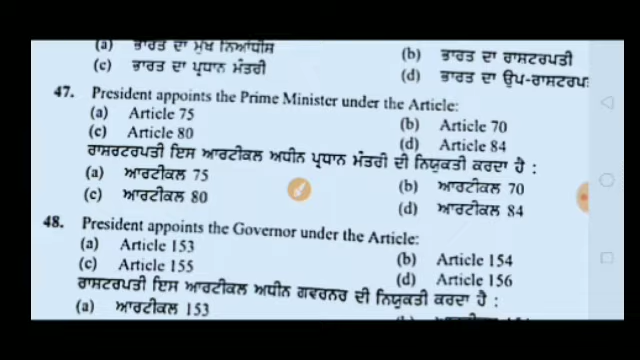 (a) ਭਾਰਤ ਦਾ ਮੁੱਖ ਨਿਆਂਧੀਸ਼ (b) ਭਾਰਤ ਦਾ ਰਾਸ਼ਟਰਪਤੀ
(c) ਭਾਰਤ ਦਾ ਪ੍ਰਧਾਨ ਮੰਤਰੀ (d) ਭਾਰਤ ਦਾ ਉਪ-ਰਾਸ਼ਟਰਪ
47. President appoints the Prime Minister under the Article:
(a) Article 75 (b) Article 70
(c) Article 80 (d) Article 84
ਰਾਸ਼ਰਟਰਪਤੀ ਇਸ ਆਰਟੀਕਲ ਅਧੀਨ ਪ੍ਰਧਾਨ ਮੰਤਰੀ ਦੀ ਨਿਯੁਕਤੀ ਕਰਦਾ ਹੈ :
(a) ਆਰਟੀਕਲ 75 (b) ਆਰਟੀਕਲ 70
(c) ਆਰਟੀਕਲ 80 (d) ਆਰਟੀਕਲ 84
48. President appoints the Governor under the Article:
(a) Article 153 (b) Article 154
(c) Article 155 (d) Article 156
ਰਾਸ਼ਟਰਪਤੀ ਇਸ ਆਰਟੀਕਲ ਅਧੀਨ ਗਵਰਨਰ ਦੀ ਨਿਯੁਕਤੀ ਕਰਦਾ ਹੈ :
(a) ਆਰਟੀਕਲ 153